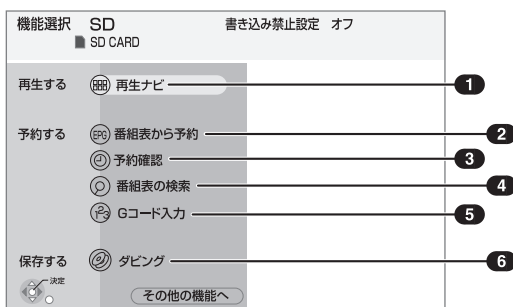 機能選択 SD 書き込み禁止設定 オフ
SD CARD
再生する 再生ナビ 1
予約する EPG 番組表から予約 2
予約確認 3
番組表の検索 4
123 Gコード入力 5
保存する ダビング 6
決定
その他の機能へ